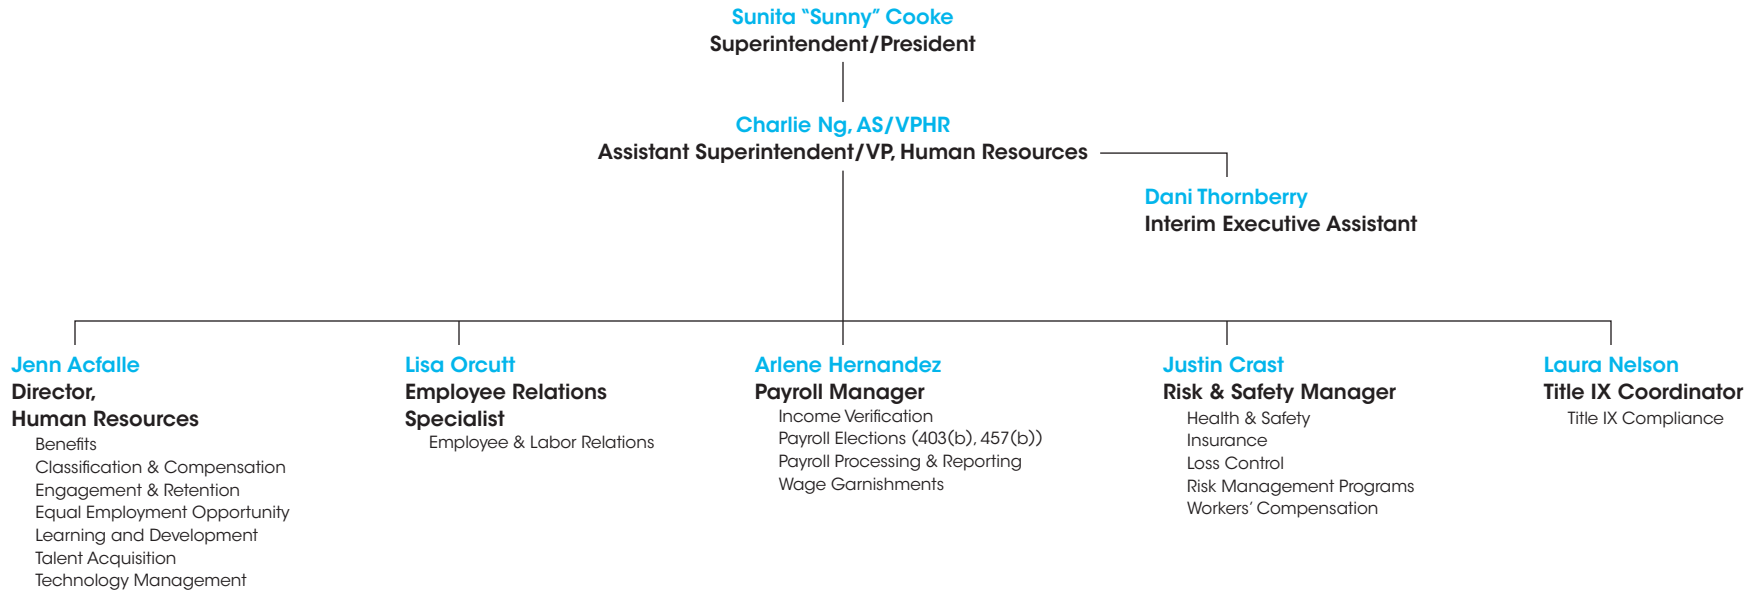 Sunita “Sunny” Cooke
Superintendent/President
Charlie Ng, AS/VPHR
Assistant Superintendent/VP, Human Resources
Dani Thornberry
Interim Executive Assistant
Jenn Acfalle
Director,
Human Resources
Benefits
Classification & Compensation
Engagement & Retention
Equal Employment Opportunity
Learning and Development
Talent Acquisition
Technology Management
Lisa Orcutt
Employee Relations
Specialist
Employee & Labor Relations
Arlene Hernandez
Payroll Manager
Income Verification
Payroll Elections (403(b), 457(b))
Payroll Processing & Reporting
Wage Garnishments
Justin Crast
Risk & Safety Manager
Health & Safety
Insurance
Loss Control
Risk Management Programs
Workers’ Compensation
Laura Nelson
Title IX Coordinator
Title IX Compliance